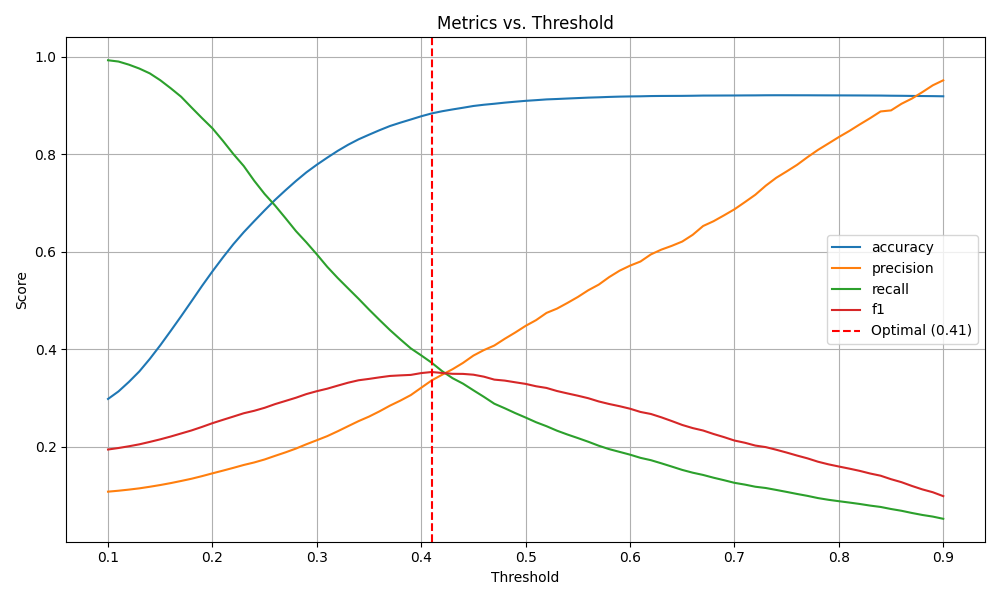 Metrics vs. Threshold
1.0
0.8
0.6
0.4
0.2
Score
accuracy
precision
recall
f1
Optimal (0.41)
0.1 0.2 0.3 0.4 0.5 0.6 0.7 0.8 0.9
Threshold